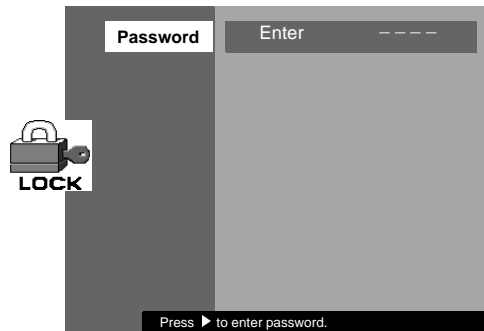 Password
Enter – – – –
LOCK
Press ▶ to enter password.